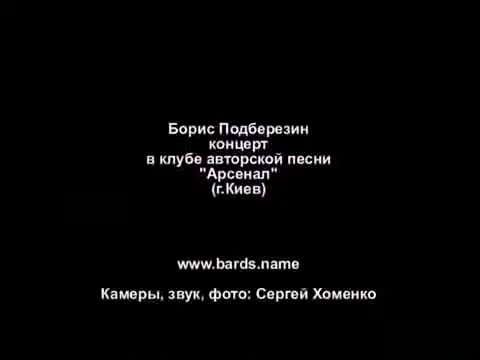 Борис Подберезин
концерт
в клубе авторской песни
"Арсенал"
(г.Киев)
www.bards.name
Камеры, звук, фото: Сергей Хоменко